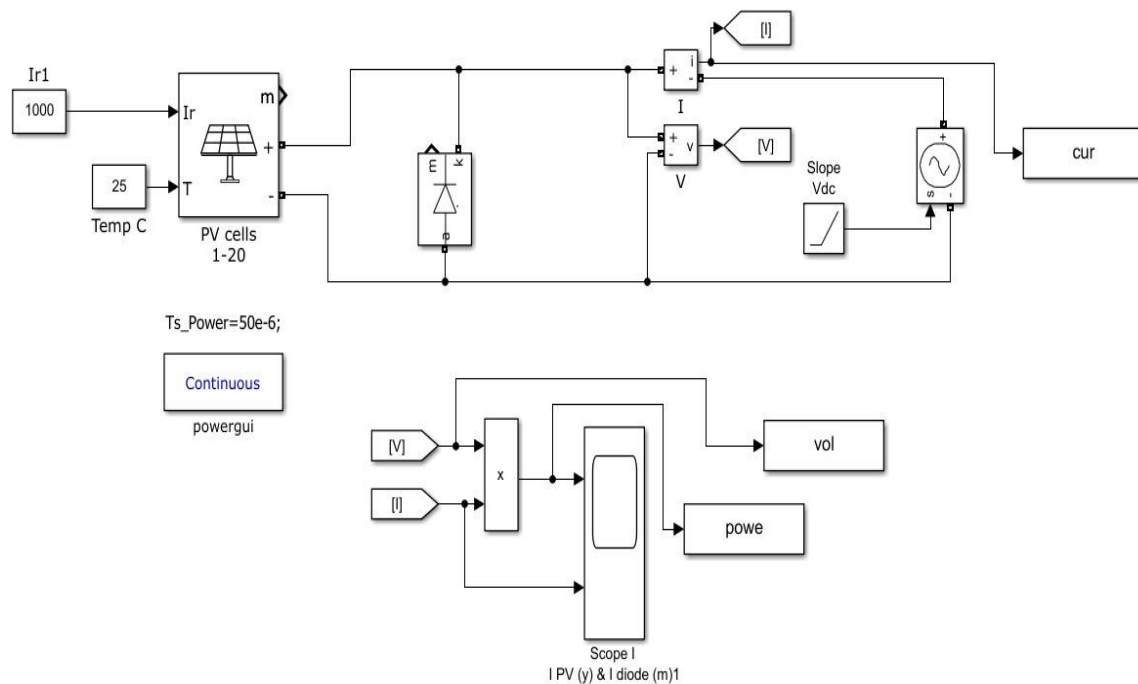 Ir1
1000
25
Temp C
Ir
T
m
+
-
PV cells
1-20
m
k
a
+
-
i
I
[I]
+
-
v
V
[V]
Slope
Vdc
+
s
-
cur
Ts_Power=50e-6;
Continuous
powergui
[V]
[I]
x
vol
powe
Scope I
I PV (y) & I diode (m)1